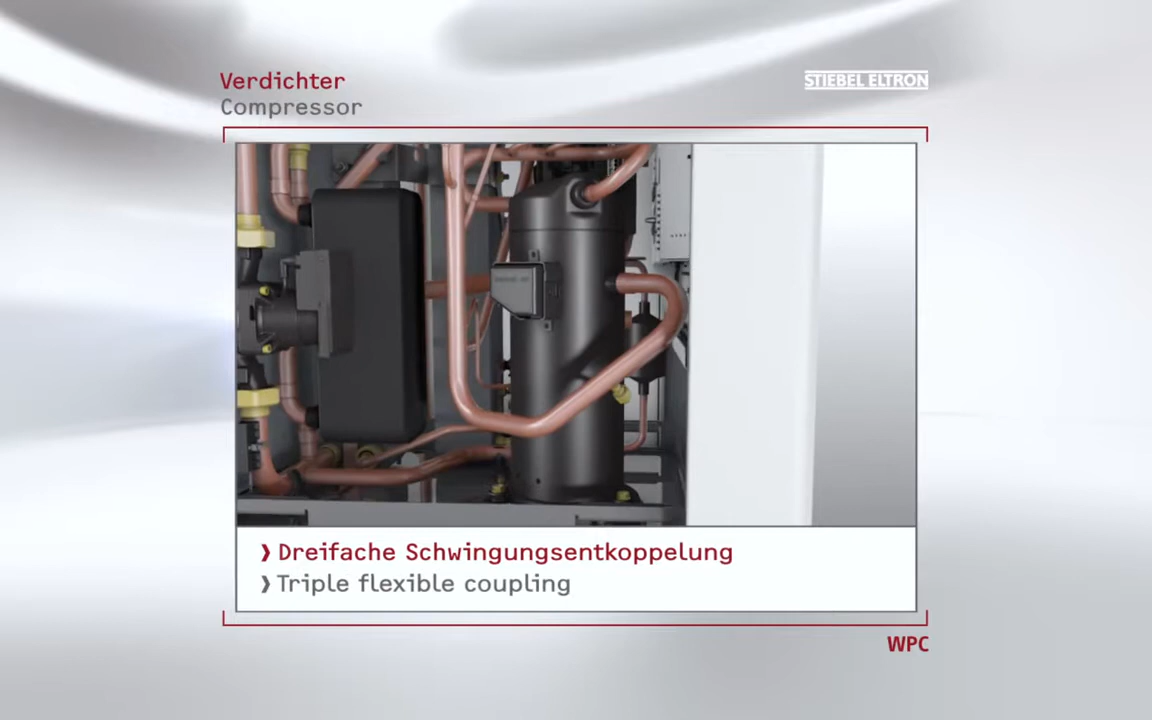 Verdichter
Compressor
STIEBEL ELTRON
❫ Dreifache Schwingungsentkoppelung
❫ Triple flexible coupling
WPC